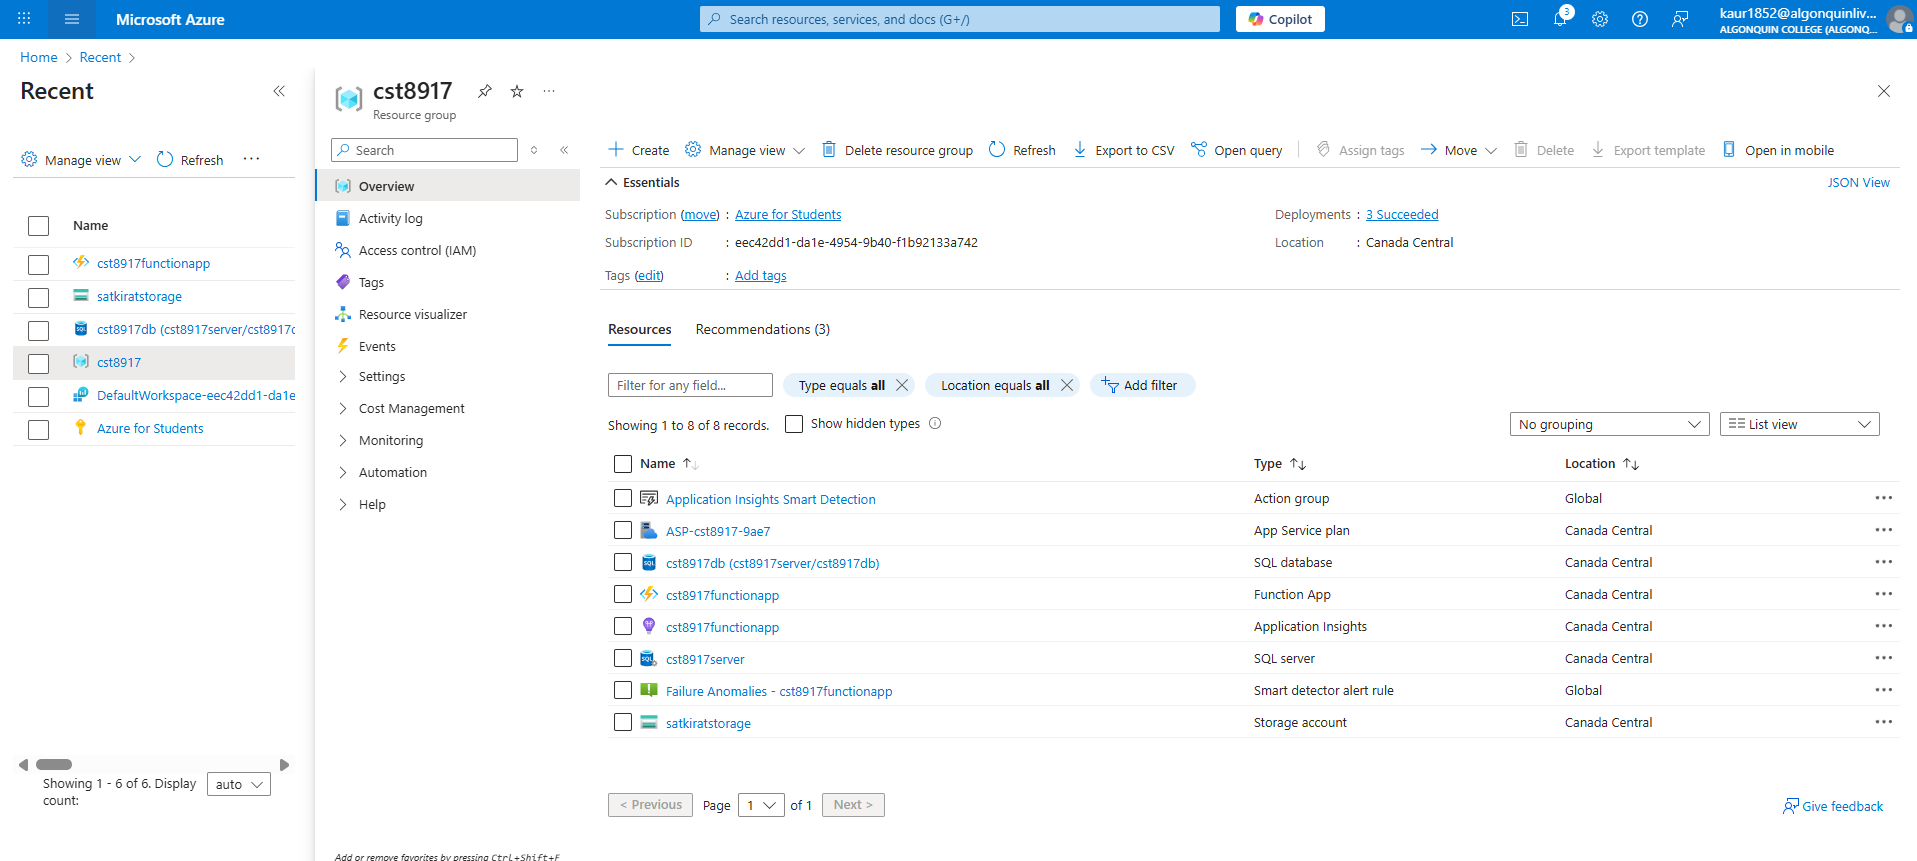 Microsoft Azure
Search resources, services, and docs (G+/)
Copilot
3
kaur1852@algonquinliv...
ALGONQUIN COLLEGE (ALGONQ...
Home > Recent >
Recent
Manage view
Refresh
Name
cst8917functionapp
satkiratstorage
cst8917db (cst8917server/cst8917d
cst8917
DefaultWorkspace-eec42dd1-da1e
Azure for Students
Showing 1 - 6 of 6. Display count:
auto
cst8917
Resource group
Search
Overview
Activity log
Access control (IAM)
Tags
Resource visualizer
Events
Settings
Cost Management
Monitoring
Automation
Help
Add or remove favorites by pressing Ctrl+Shift+F
Create
Manage view
Delete resource group
Refresh
Export to CSV
Open query
Assign tags
Move
Delete
Export template
Open in mobile
Essentials
JSON View
Subscription (move) : Azure for Students
Deployments : 3 Succeeded
Subscription ID : eec42dd1-da1e-4954-9b40-f1b92133a742
Location : Canada Central
Tags (edit) : Add tags
Resources
Recommendations (3)
Filter for any field...
Type equals all
Location equals all
Add filter
Showing 1 to 8 of 8 records.
Show hidden types
No grouping
List view
Name Type Location
Application Insights Smart Detection Action group Global
ASP-cst8917-9ae7 App Service plan Canada Central
cst8917db (cst8917server/cst8917db) SQL database Canada Central
cst8917functionapp Function App Canada Central
cst8917functionapp Application Insights Canada Central
cst8917server SQL server Canada Central
Failure Anomalies - cst8917functionapp Smart detector alert rule Global
satkiratstorage Storage account Canada Central
< Previous
Page 1 of 1
Next >
Give feedback